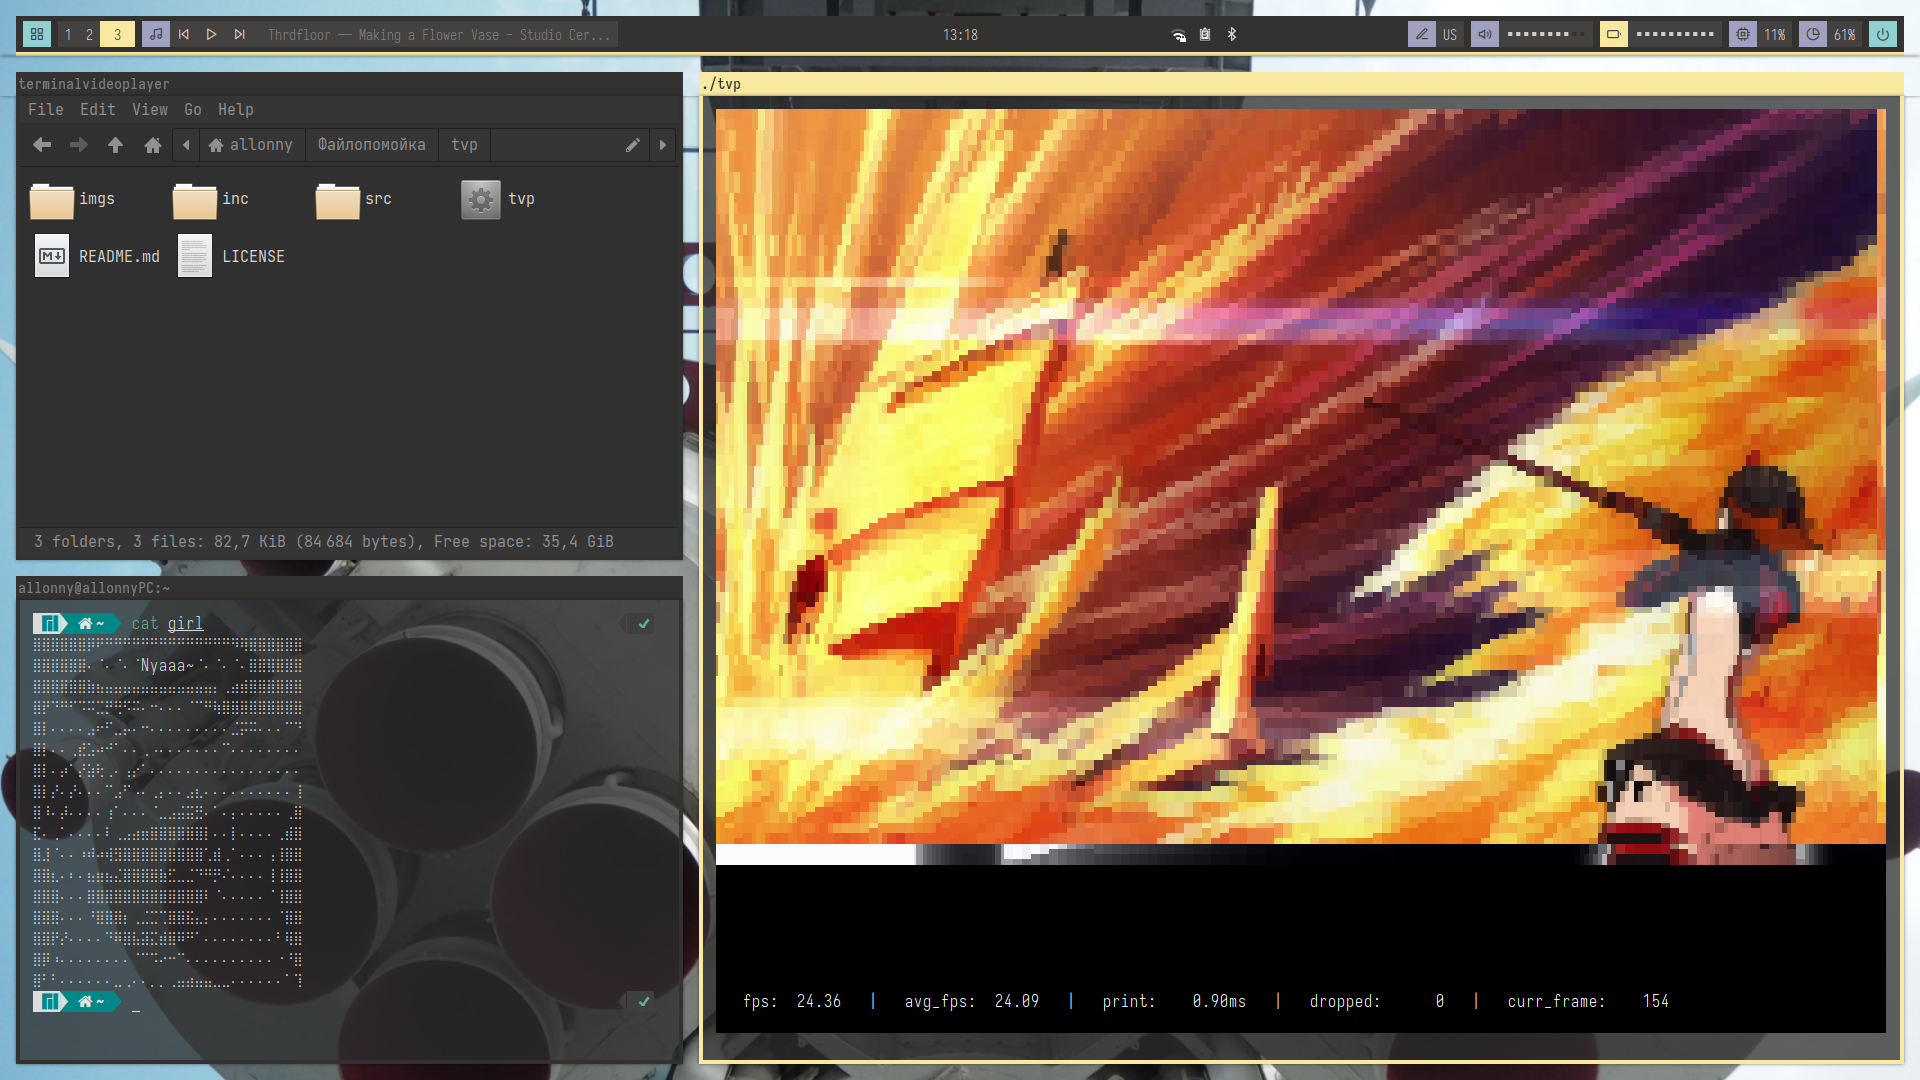 1 2 3 Thrdfloor — Making a Flower Vase - Studio Cer... 13:18 US 11% 61%
terminalvideoplayer
File Edit View Go Help
allonny Файлопомойка tvp
imgs inc src tvp
README.md LICENSE
3 folders, 3 files: 82,7 KiB (84 684 bytes), Free space: 35,4 GiB
allonny@allonnyPC:~
~ cat girl
Nyaaa~
~ _
./tvp
fps: 24.36 | avg_fps: 24.09 | print: 0.90ms | dropped: 0 | curr_frame: 154